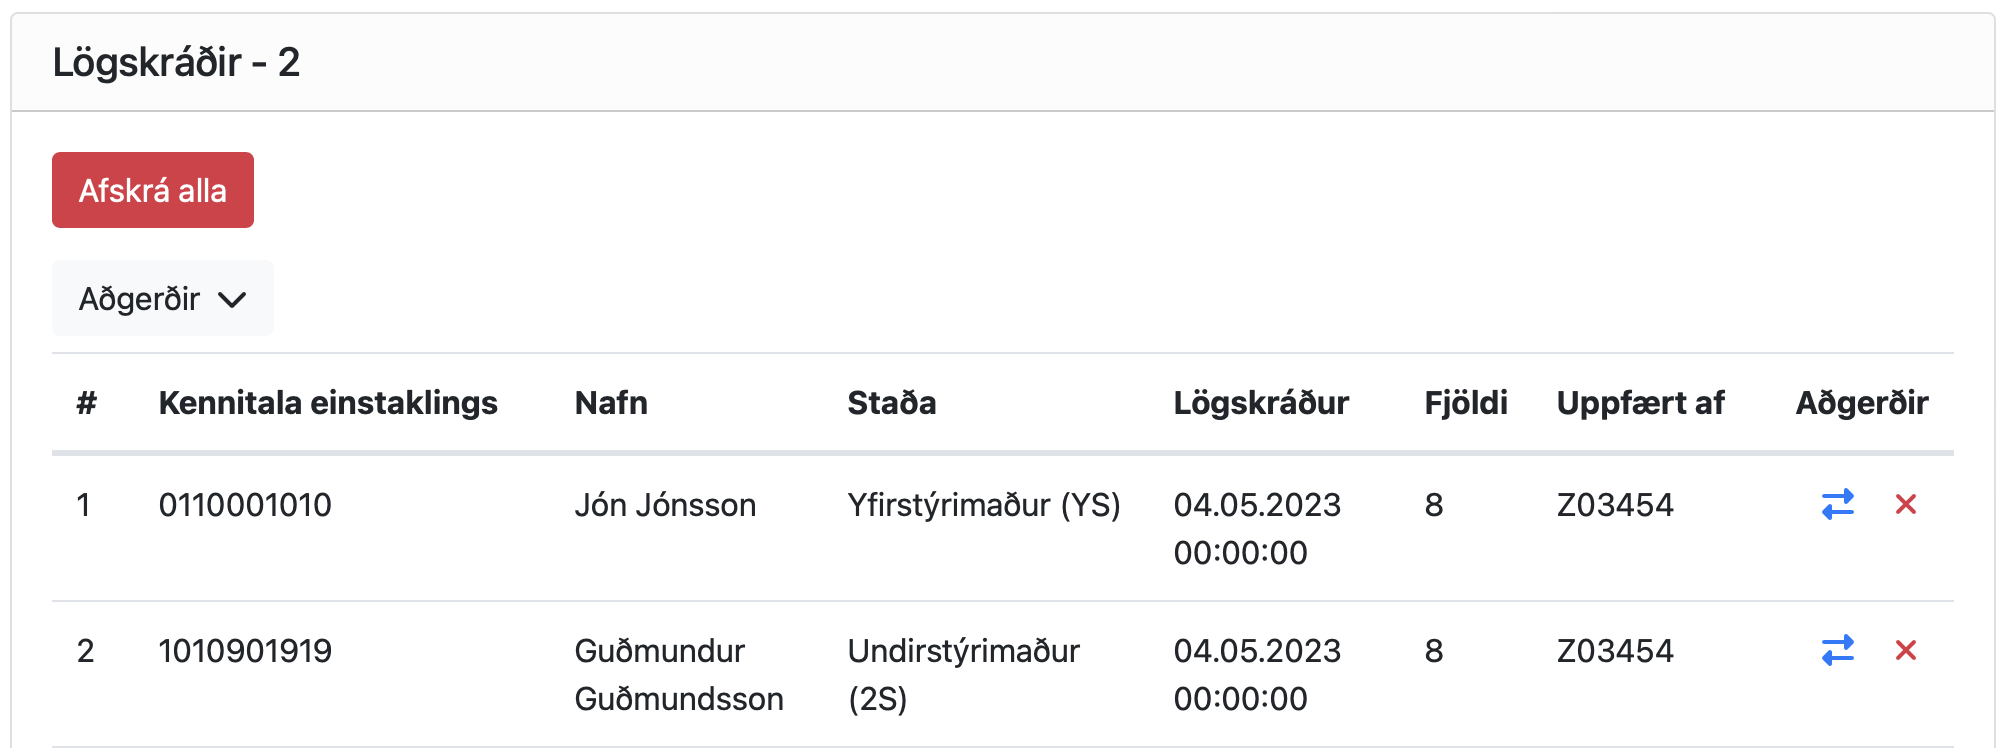 Lögskráðir - 2
Afskrá alla
Aðgerðir
# Kennitala einstaklings Nafn Staða Lögskráður Fjöldi Uppfært af Aðgerðir
1 0110001010 Jón Jónsson Yfirstýrimaður (YS) 04.05.2023 8 Z03454
00:00:00
2 1010901919 Guðmundur Undirstýrimaður 04.05.2023 8 Z03454
Guðmundsson (2S) 00:00:00